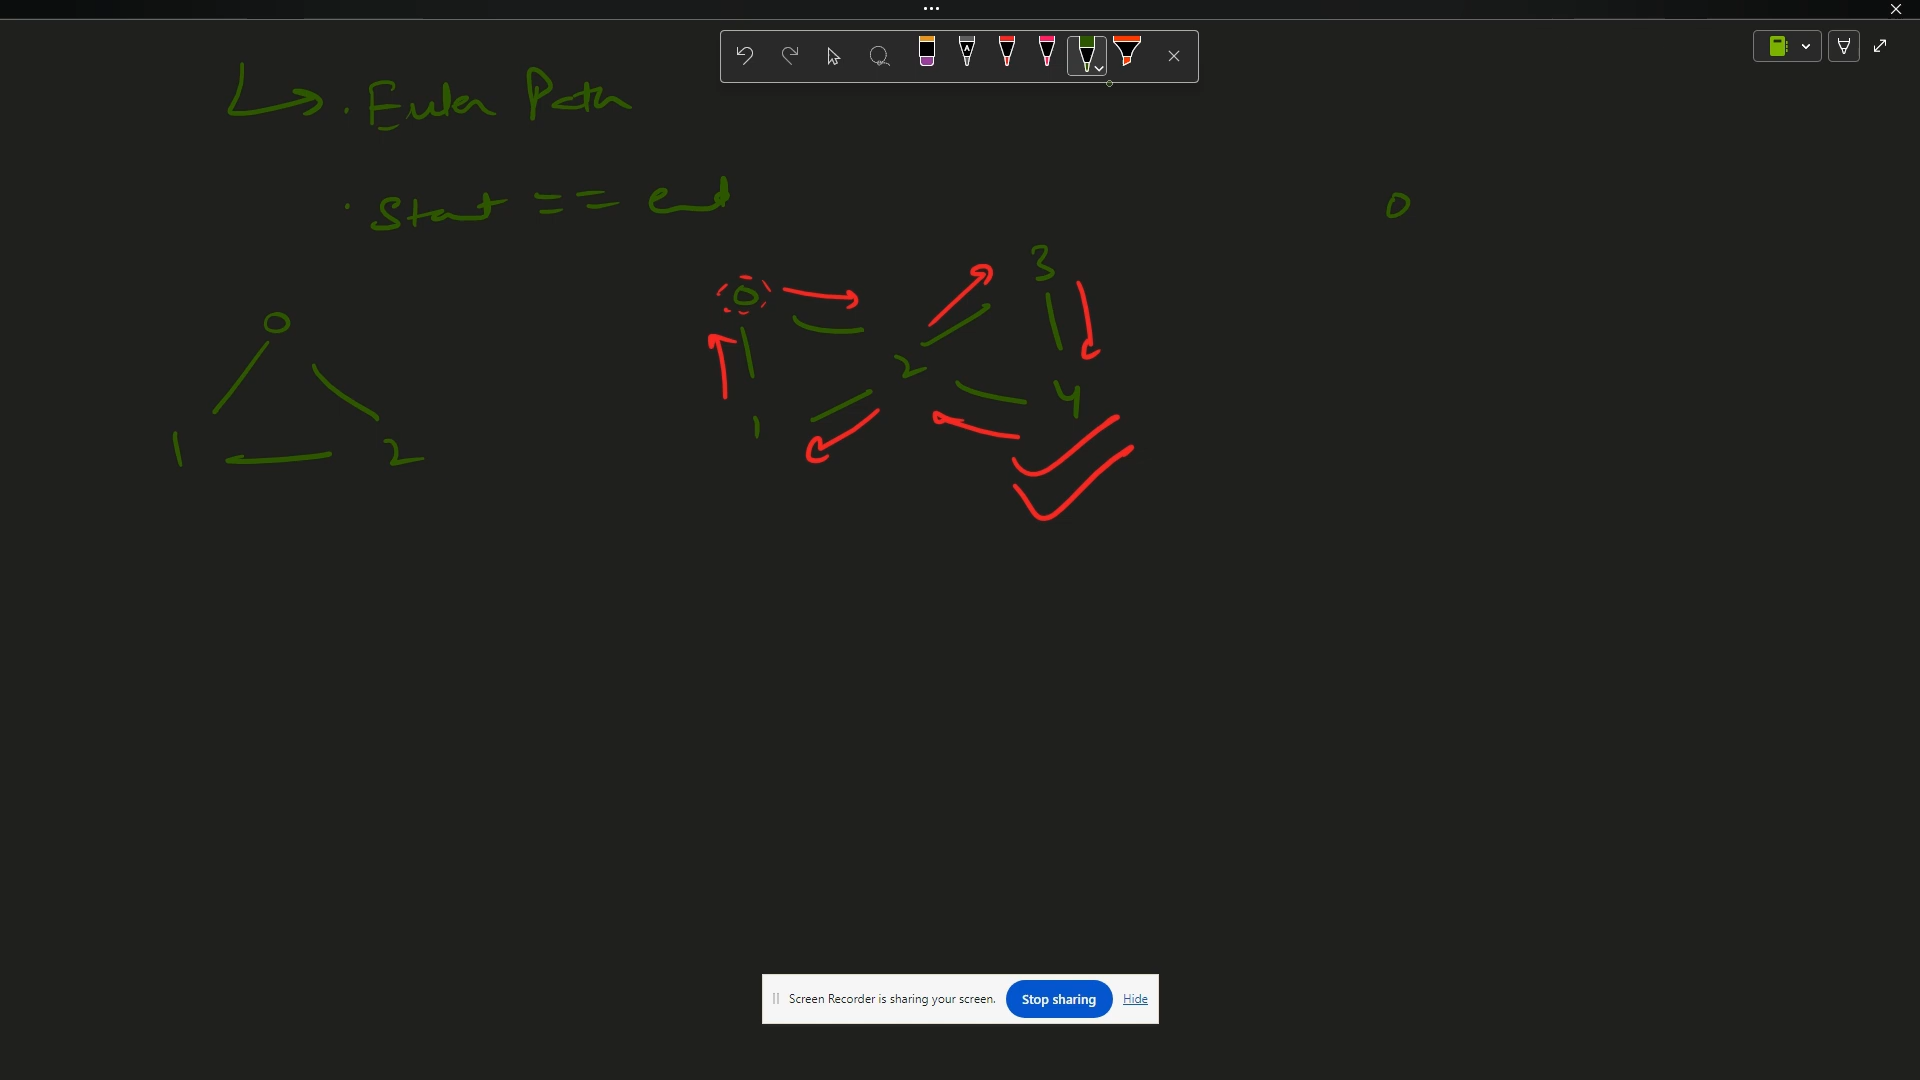 . Euler Path
. Start == end
0
3
0
0
2
4
1
1 2
Screen Recorder is sharing your screen. Stop sharing Hide